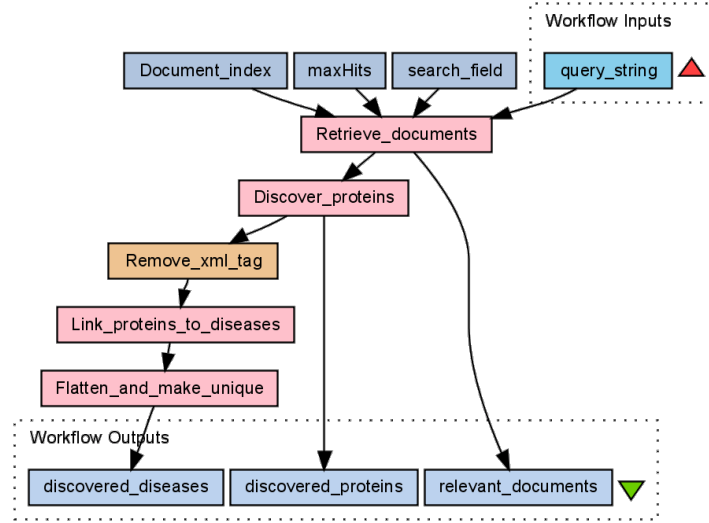 Workflow Inputs
Document_index
maxHits
search_field
query_string
Retrieve_documents
Discover_proteins
Remove_xml_tag
Link_proteins_to_diseases
Flatten_and_make_unique
Workflow Outputs
discovered_diseases
discovered_proteins
relevant_documents